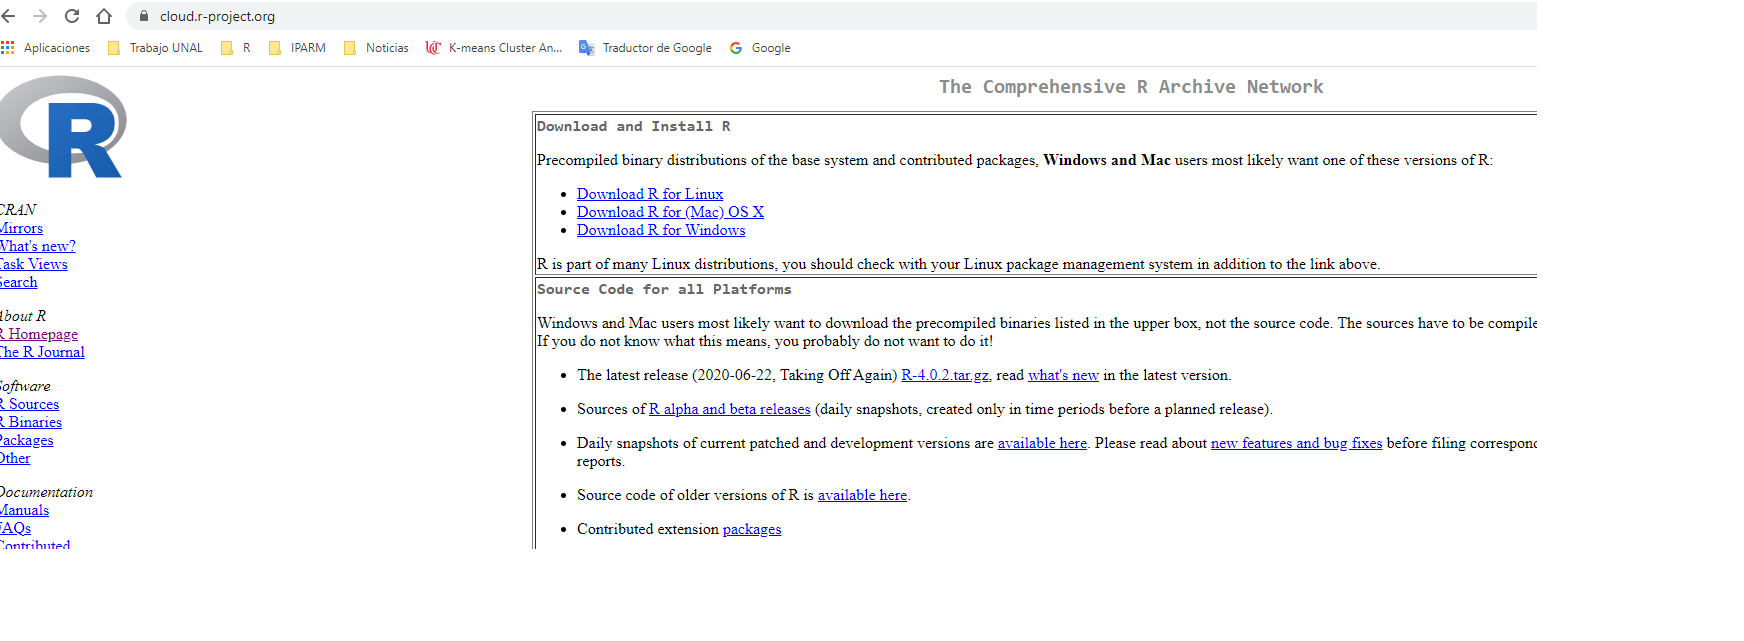 cloud.r-project.org
Aplicaciones Trabajo UNAL R IPARM Noticias K-means Cluster An... Traductor de Google Google
R
CRAN
Mirrors
What's new?
Task Views
Search
About R
R Homepage
The R Journal
Software
R Sources
R Binaries
Packages
Other
Documentation
Manuals
FAQs
Contributed
The Comprehensive R Archive Network
Download and Install R
Precompiled binary distributions of the base system and contributed packages, Windows and Mac users most likely want one of these versions of R:
• Download R for Linux
• Download R for (Mac) OS X
• Download R for Windows
R is part of many Linux distributions, you should check with your Linux package management system in addition to the link above.
Source Code for all Platforms
Windows and Mac users most likely want to download the precompiled binaries listed in the upper box, not the source code. The sources have to be compile
If you do not know what this means, you probably do not want to do it!
• The latest release (2020-06-22, Taking Off Again) R-4.0.2.tar.gz, read what's new in the latest version.
• Sources of R alpha and beta releases (daily snapshots, created only in time periods before a planned release).
• Daily snapshots of current patched and development versions are available here. Please read about new features and bug fixes before filing correspond
reports.
• Source code of older versions of R is available here.
• Contributed extension packages